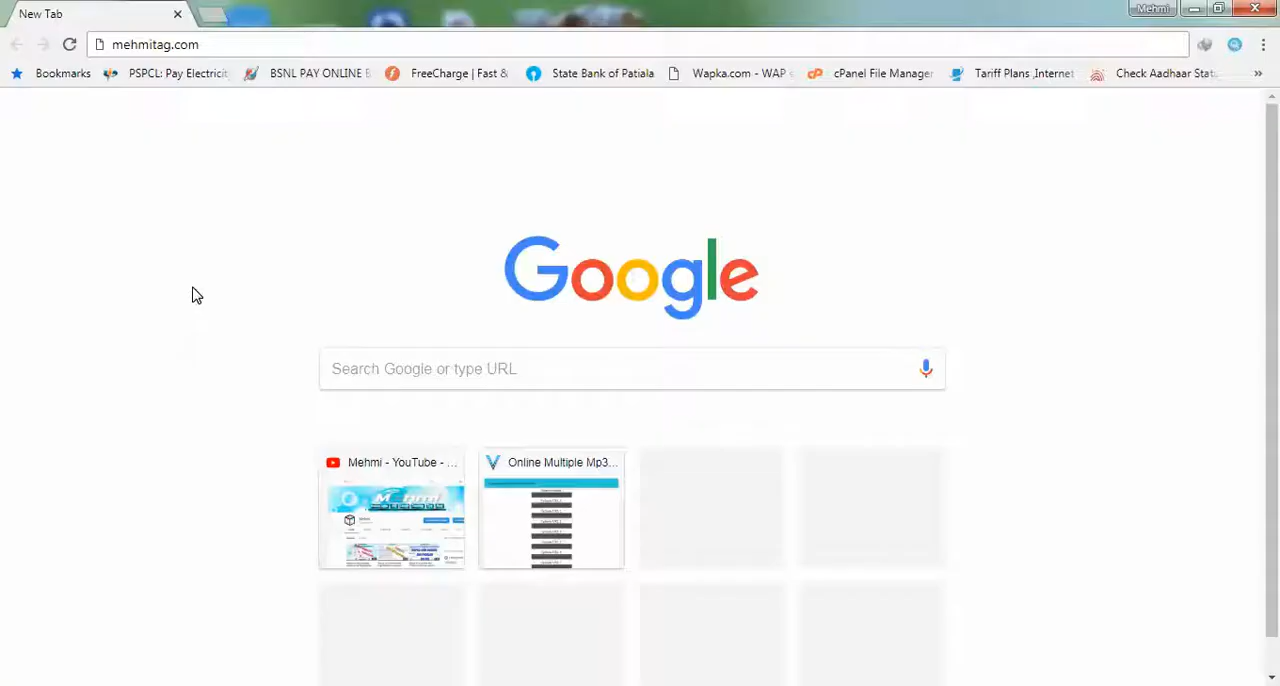 New Tab
Mehmi
mehmitag.com
Bookmarks
PSPCL: Pay Electricit
BSNL PAY ONLINE
FreeCharge | Fast &
State Bank of Patiala
Wapka.com - WAP
cPanel File Manager
Tariff Plans ,Internet
Check Aadhaar Stat
»
Google
Search Google or type URL
Mehmi - YouTube - ...
Online Multiple Mp3...
Mehmi